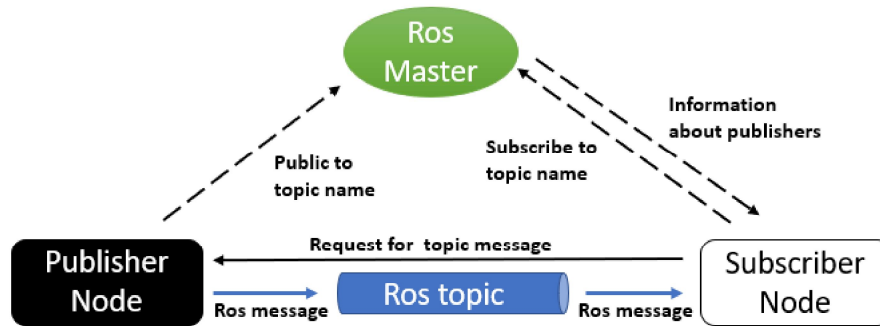 Ros
Master
Information
about publishers
Public to
topic name
Subscribe to
topic name
Request for topic message
Publisher
Node
Ros message
Ros topic
Ros message
Subscriber
Node